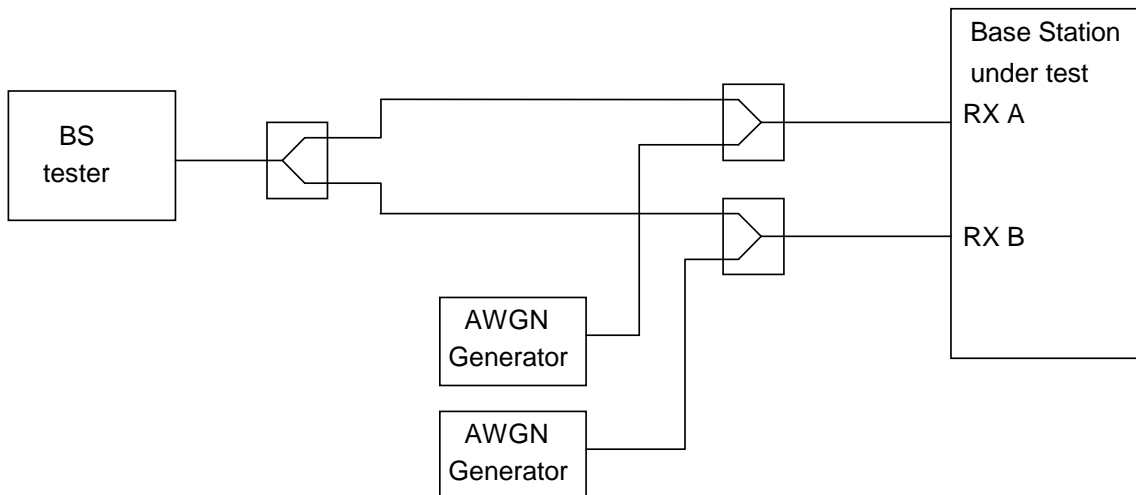 Base Station
under test
BS
tester
RX A
RX B
AWGN
Generator
AWGN
Generator